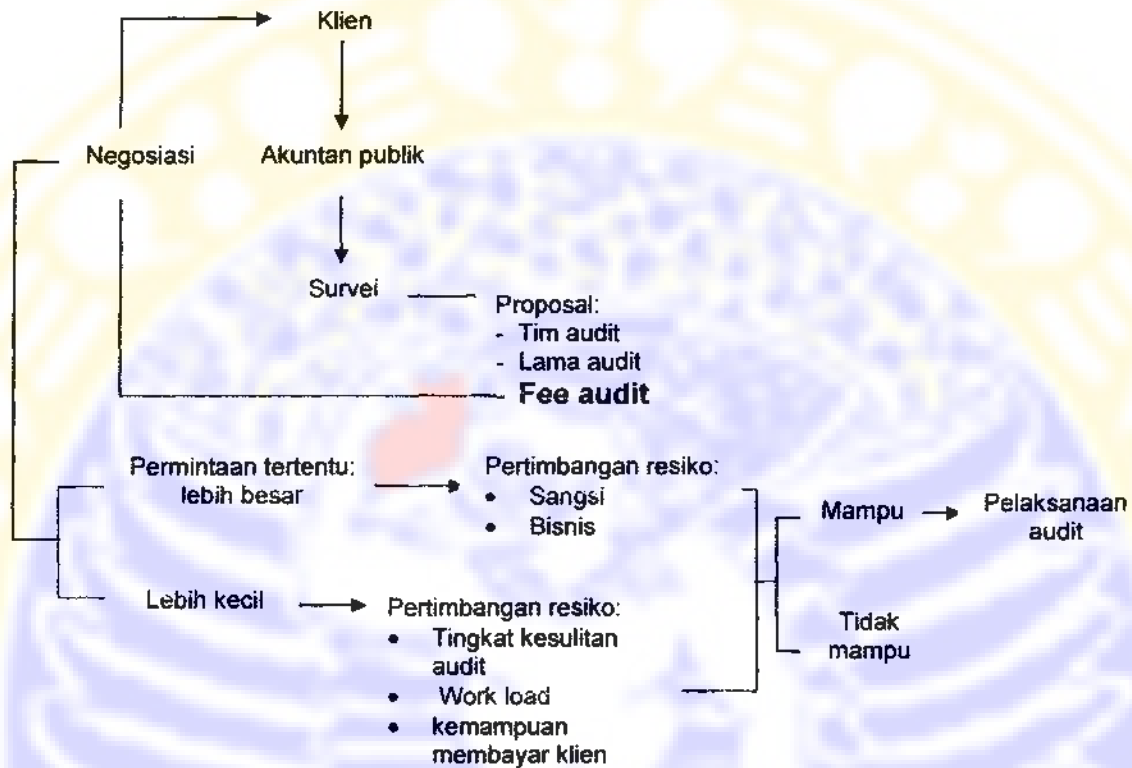 Klien
Negosiasi
Akuntan publik
Survei
Proposal:
- Tim audit
- Lama audit
- Fee audit
Permintaan tertentu:
lebih besar
Pertimbangan resiko:
• Sangsi
• Bisnis
Mampu
Pelaksanaan
audit
Lebih kecil
Pertimbangan resiko:
• Tingkat kesulitan
audit
• Work load
• kemampuan
membayar klien
Tidak
mampu